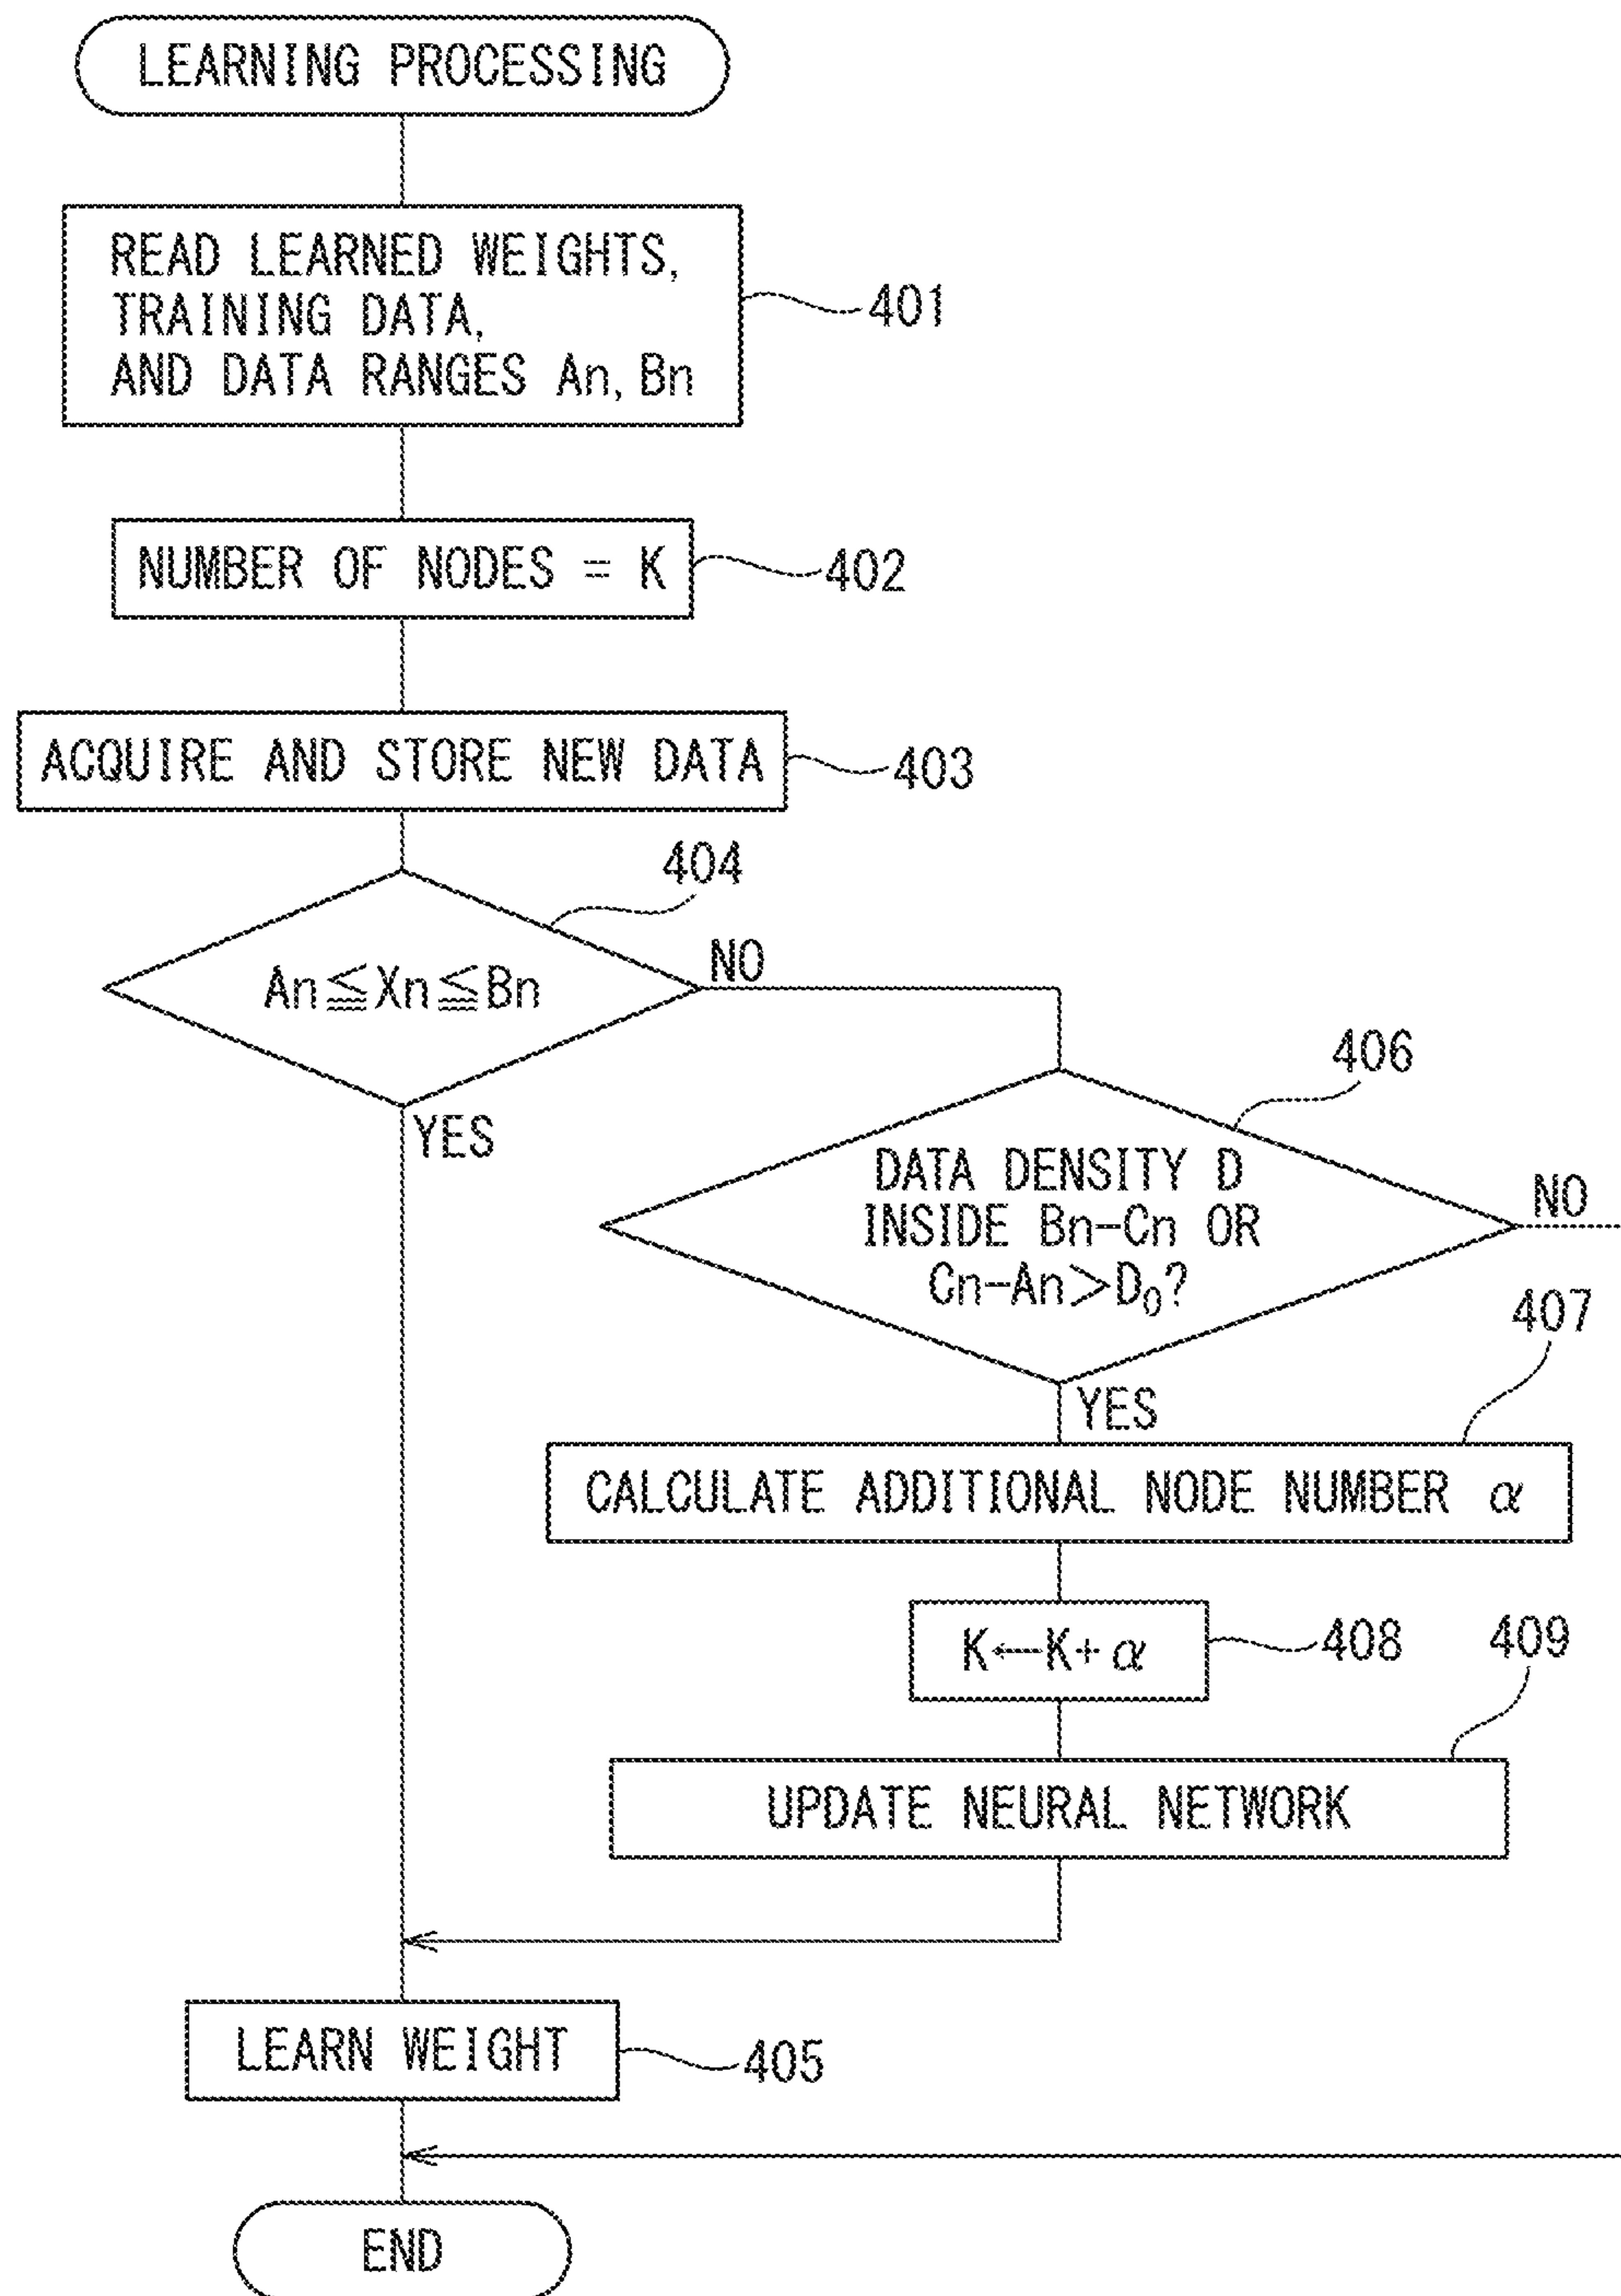 LEARNING PROCESSING
READ LEARNED WEIGHTS,
TRAINING DATA,
AND DATA RANGES An, Bn
401
NUMBER OF NODES = K
402
ACQUIRE AND STORE NEW DATA
403
404
An≦Xn≦Bn
NO
YES
406
DATA DENSITY D
INSIDE Bn-Cn OR
Cn-An>D₀?
NO
YES
407
CALCULATE ADDITIONAL NODE NUMBER α
K←K+α
408
409
UPDATE NEURAL NETWORK
LEARN WEIGHT
405
END